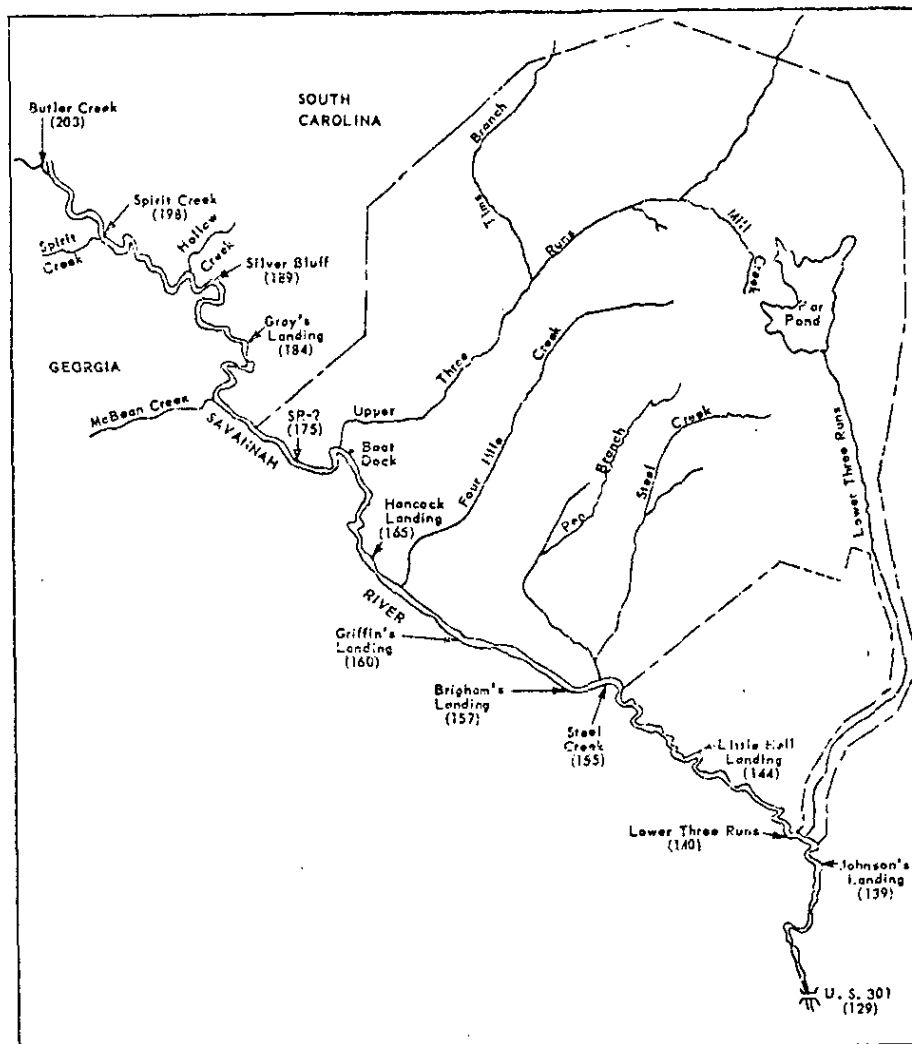 Butler Creek
(203)
SOUTH
CAROLINA
Spirit Creek
(198)
Spirit
Creek
Hollow
Creek
Silver Bluff
(189)
Gray's
Landing
(184)
GEORGIA
McBean Creek
SAVANNAH
SR-2
(175)
Upper
Three
Runs
Tims
Branch
Mill
Creek
Par
Pond
Boat
Dock
Hancock
Landing
(165)
Four Mile
Creek
Pen
Branch
Steel
Creek
Lower Three Runs
RIVER
Griffin's
Landing
(160)
Brigham's
Landing
(157)
Steel
Creek
(155)
Little Hell
Landing
(144)
Lower Three Runs
(140)
Johnson's
Landing
(139)
U. S. 301
(129)